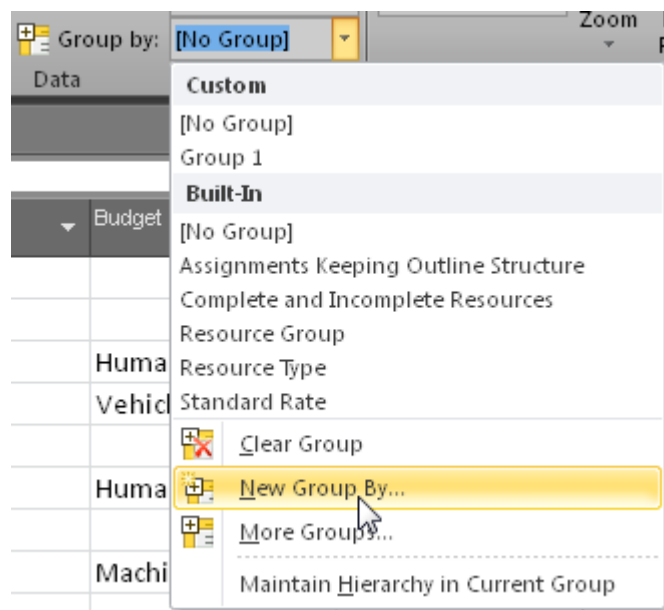 Zoom
Group by: [No Group]
Data
Custom
[No Group]
Group 1
Built-In
Budget
[No Group]
Assignments Keeping Outline Structure
Complete and Incomplete Resources
Resource Group
Huma Resource Type
Vehicl Standard Rate
Clear Group
Huma New Group By...
More Groups...
Machi Maintain Hierarchy in Current Group